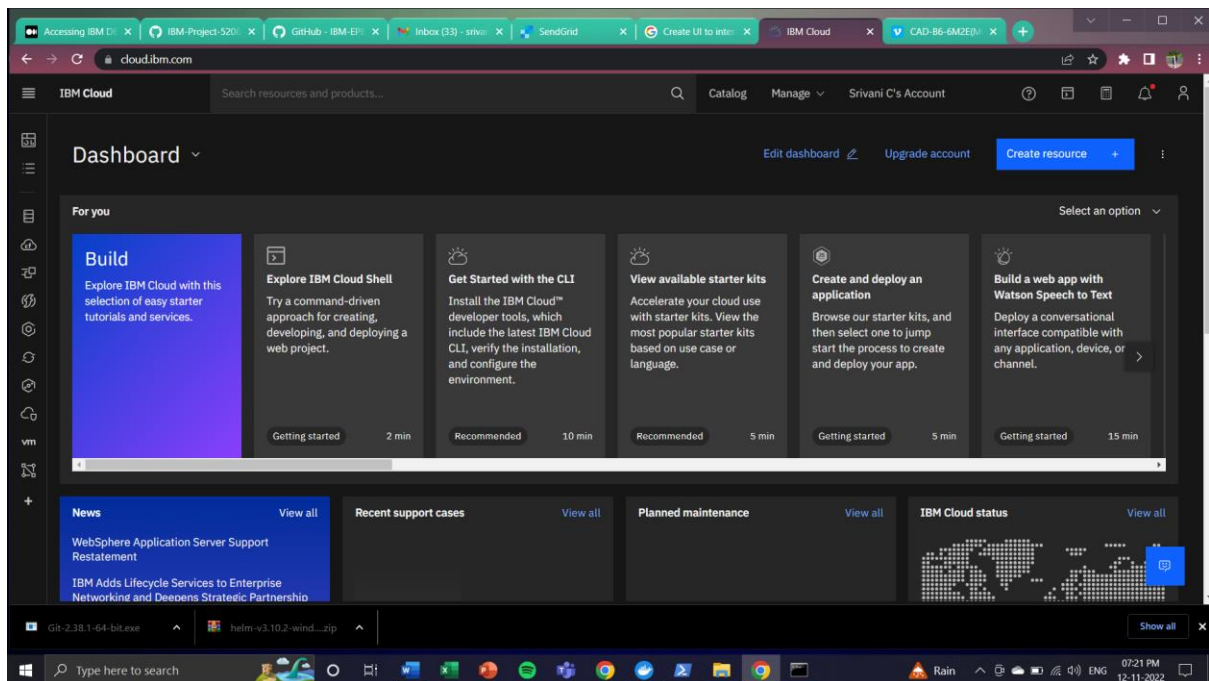 Accessing IBM DE
IBM-Project-520
GitHub - IBM-EP
Inbox (33) - srivan
SendGrid
Create UI to inter
IBM Cloud
CAD-B6-6M2E(M
cloud.ibm.com
IBM Cloud
Search resources and products...
Catalog
Manage
Srivani C's Account
Dashboard
Edit dashboard
Upgrade account
Create resource +
For you
Select an option
Build
Explore IBM Cloud with this
selection of easy starter
tutorials and services.
Explore IBM Cloud Shell
Try a command-driven
approach for creating,
developing, and deploying a
web project.
Getting started 2 min
Get Started with the CLI
Install the IBM Cloud™
developer tools, which
include the latest IBM Cloud
CLI, verify the installation,
and configure the
environment.
Recommended 10 min
View available starter kits
Accelerate your cloud use
with starter kits. View the
most popular starter kits
based on use case or
language.
Recommended 5 min
Create and deploy an
application
Browse our starter kits, and
then select one to jump
start the process to create
and deploy your app.
Getting started 5 min
Build a web app with
Watson Speech to Text
Deploy a conversational
interface compatible with
any application, device, or
channel.
Getting started 15 min
vm
News View all
WebSphere Application Server Support
Restatement
IBM Adds Lifecycle Services to Enterprise
Networking and Deepens Strategic Partnership
Recent support cases View all
Planned maintenance View all
IBM Cloud status View all
Git-2.38.1-64-bit.exe
helm-v3.10.2-wind....zip
Show all
Type here to search
Rain
ENG
07:21 PM
12-11-2022